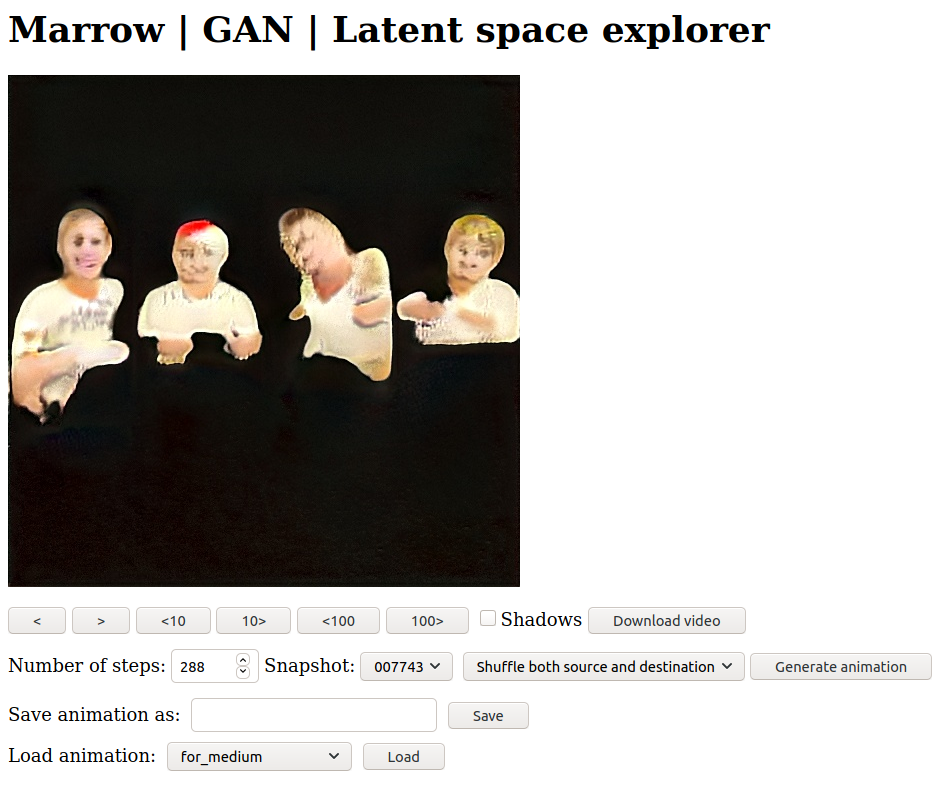 Marrow | GAN | Latent space explorer
< > <10 10> <100 100> Shadows Download video
Number of steps: 288 Snapshot: 007743 Shuffle both source and destination Generate animation
Save animation as: Save
Load animation: for_medium Load